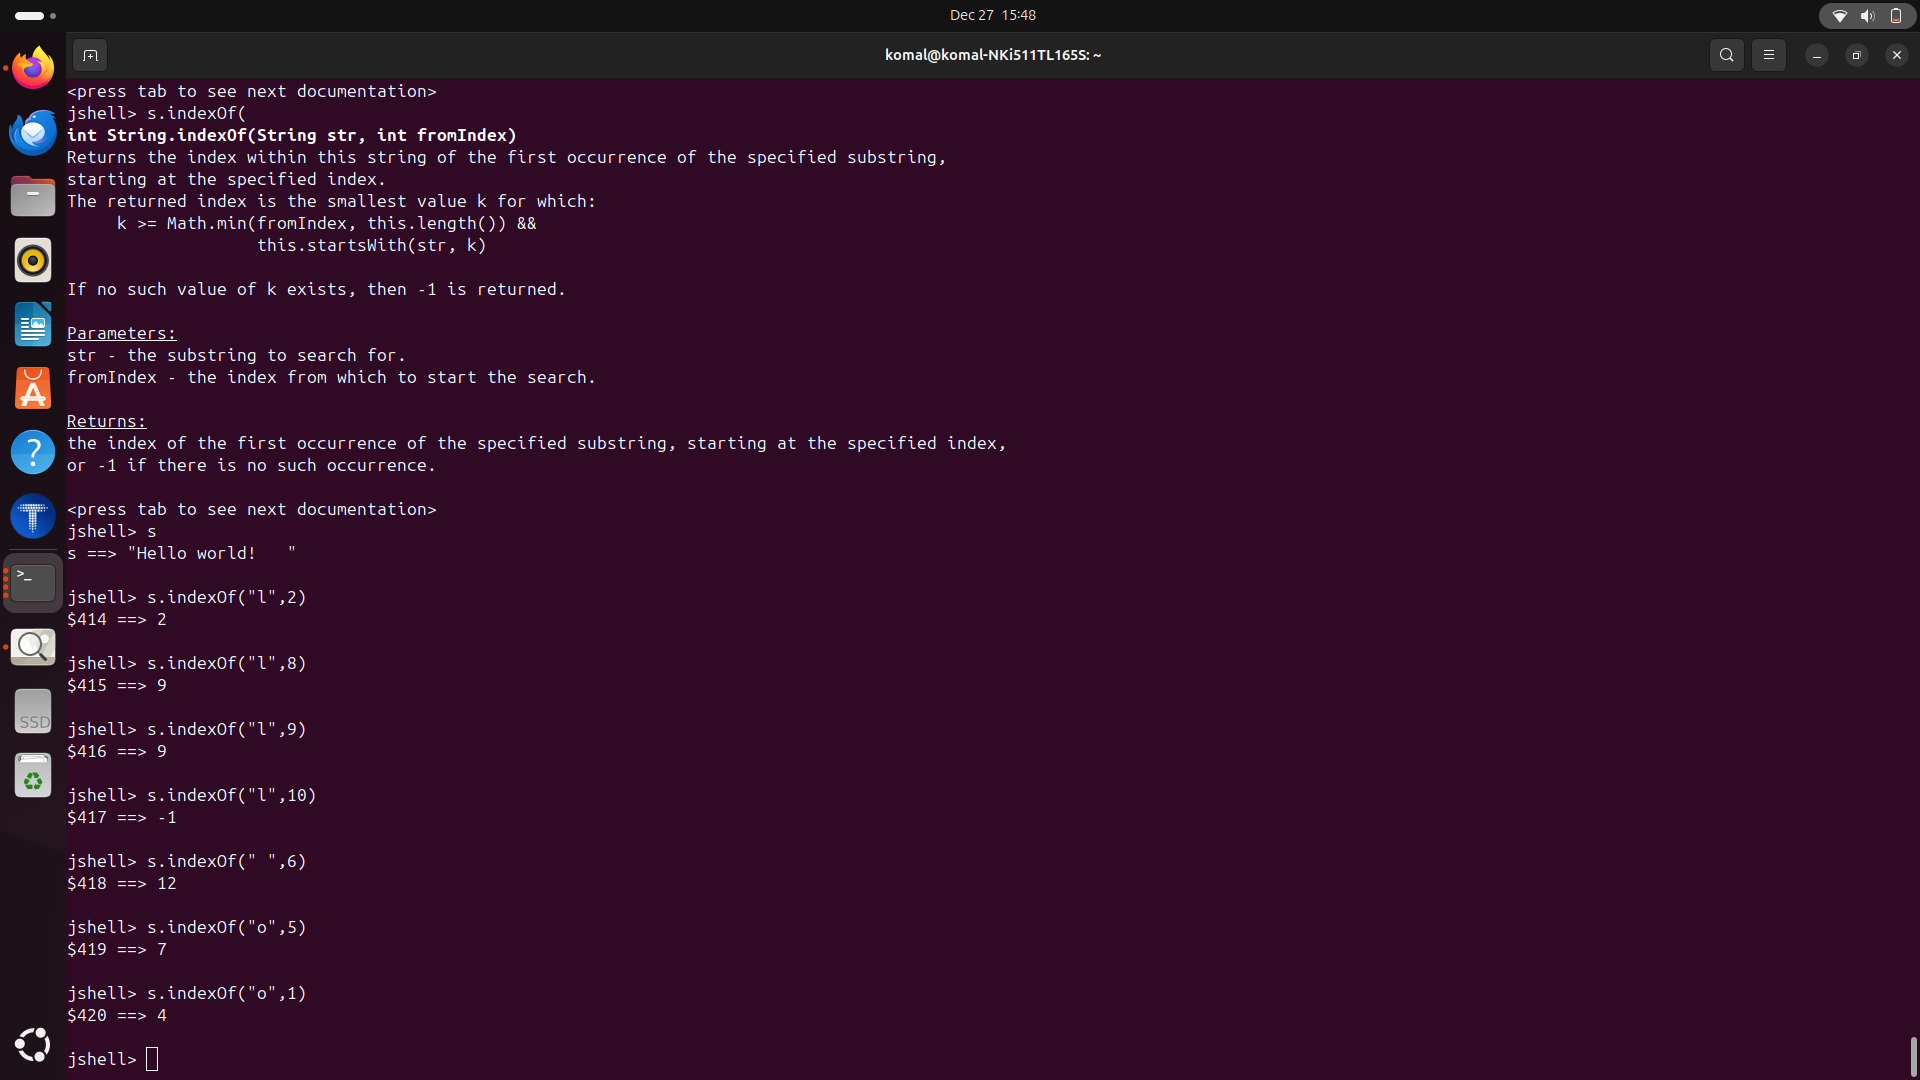 Dec 27 15:48
komal@komal-NKi511TL165S: ~
<press tab to see next documentation>
jshell> s.indexOf(
int String.indexOf(String str, int fromIndex)
Returns the index within this string of the first occurrence of the specified substring,
starting at the specified index.
The returned index is the smallest value k for which:
     k >= Math.min(fromIndex, this.length()) &&
                   this.startsWith(str, k)
If no such value of k exists, then -1 is returned.
Parameters:
str - the substring to search for.
fromIndex - the index from which to start the search.
Returns:
the index of the first occurrence of the specified substring, starting at the specified index,
or -1 if there is no such occurrence.
<press tab to see next documentation>
jshell> s
s ==> "Hello world!   "
jshell> s.indexOf("l",2)
$414 ==> 2
jshell> s.indexOf("l",8)
$415 ==> 9
jshell> s.indexOf("l",9)
$416 ==> 9
jshell> s.indexOf("l",10)
$417 ==> -1
jshell> s.indexOf(" ",6)
$418 ==> 12
jshell> s.indexOf("o",5)
$419 ==> 7
jshell> s.indexOf("o",1)
$420 ==> 4
jshell>
SSD